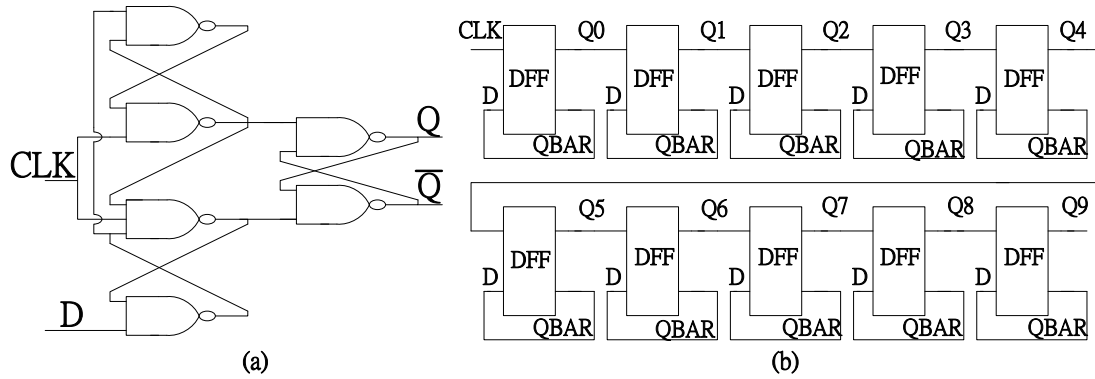 CLK
D
Q
Q̅
(a)
CLK Q0 Q1 Q2 Q3 Q4
DFF DFF DFF DFF DFF
D D D D D
QBAR QBAR QBAR QBAR QBAR
Q5 Q6 Q7 Q8 Q9
DFF DFF DFF DFF DFF
D D D D D
QBAR QBAR QBAR QBAR QBAR
(b)